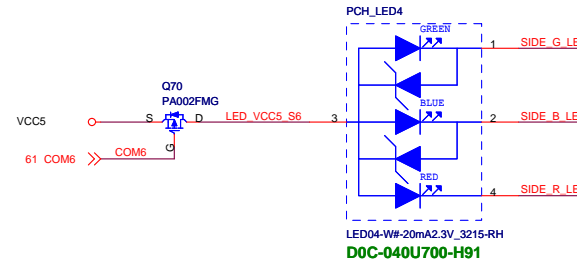 PCH_LED4
GREEN
1 SIDE_G_LE
Q70
PA002FMG
BLUE
VCC5 S D LED_VCC5_S6 3 2 SIDE_B_LE
G
61 COM6 COM6
RED
4 SIDE_R_LE
LED04-W#-20mA2.3V_3215-RH
D0C-040U700-H91